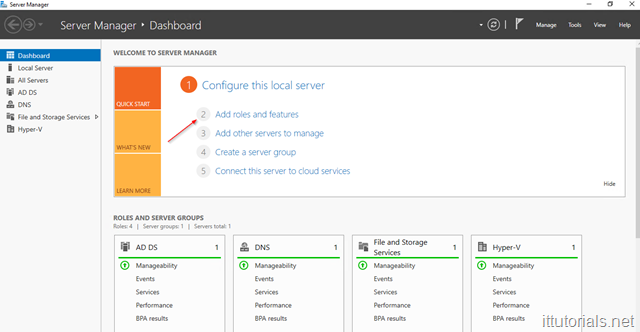 Server Manager
Server Manager • Dashboard
Manage Tools View Help
Dashboard
Local Server
All Servers
AD DS
DNS
File and Storage Services
Hyper-V
WELCOME TO SERVER MANAGER
QUICK START
WHAT'S NEW
LEARN MORE
1 Configure this local server
2 Add roles and features
3 Add other servers to manage
4 Create a server group
5 Connect this server to cloud services
Hide
ROLES AND SERVER GROUPS
Roles: 4 | Server groups: 1 | Servers total: 1
AD DS 1
Manageability
Events
Services
Performance
BPA results
DNS 1
Manageability
Events
Services
Performance
BPA results
File and Storage
Services 1
Manageability
Events
Services
Performance
BPA results
Hyper-V 1
Manageability
Events
Services
Performance
BPA results
ittutorials.net